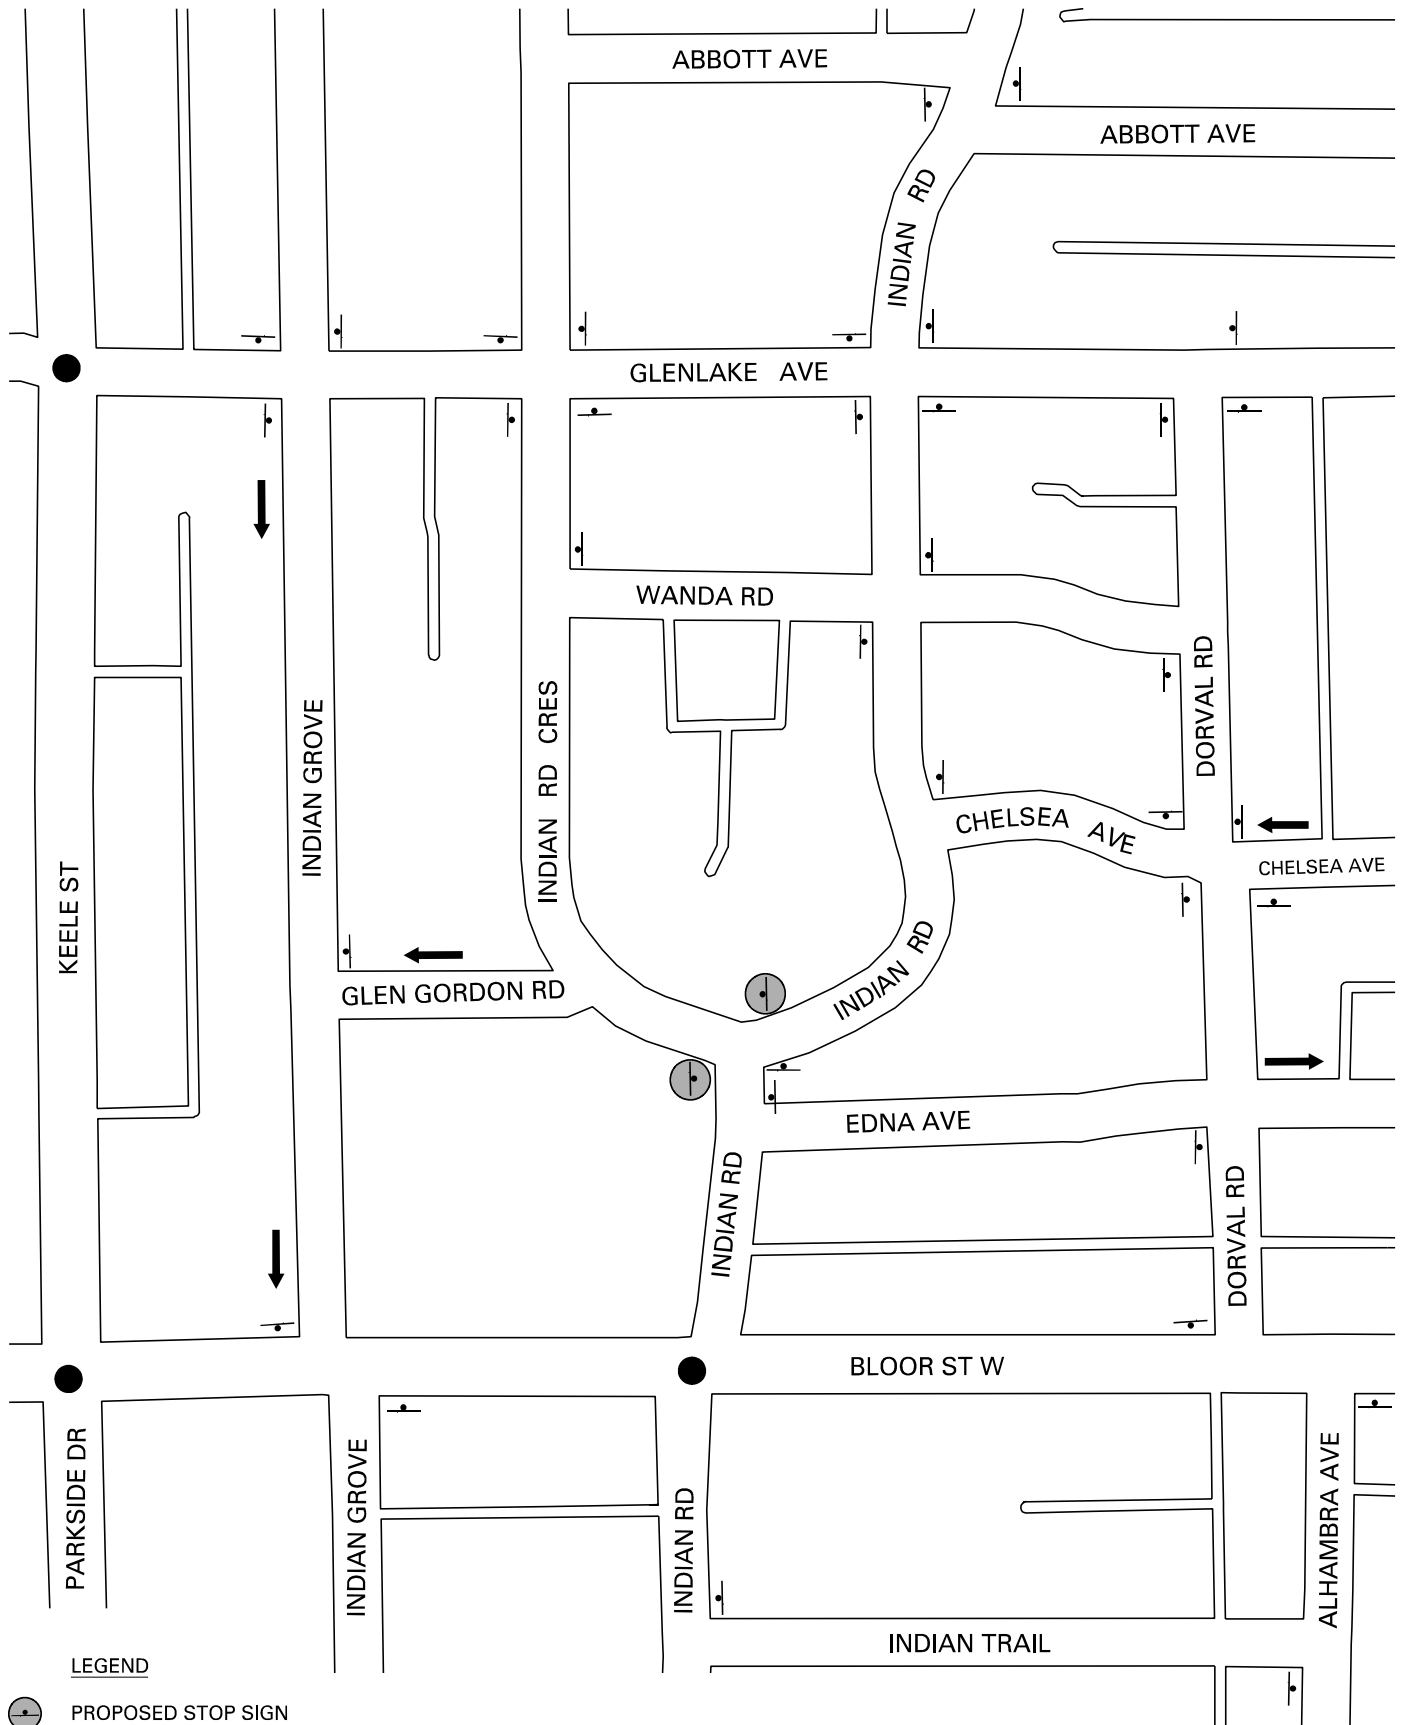 ABBOTT AVE
ABBOTT AVE
INDIAN RD
GLENLAKE AVE
WANDA RD
INDIAN GROVE
INDIAN RD CRES
DORVAL RD
CHELSEA AVE
CHELSEA AVE
KEELE ST
INDIAN RD
GLEN GORDON RD
EDNA AVE
INDIAN RD
DORVAL RD
BLOOR ST W
PARKSIDE DR
INDIAN GROVE
INDIAN RD
ALHAMBRA AVE
INDIAN TRAIL
LEGEND
PROPOSED STOP SIGN